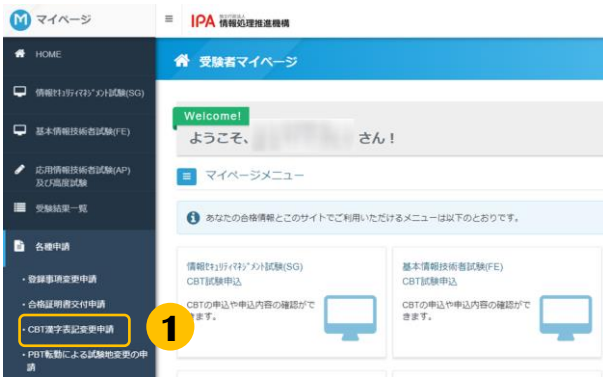 M マイページ
≡ IPA 情報処理推進機構
HOME
情報ｾｷｭﾘﾃｨﾏﾈｼﾞﾒﾝﾄ試験(SG)
基本情報技術者試験(FE)
応用情報技術者試験(AP)
及び高度試験
受験結果一覧
各種申請
・登録事項変更申請
・合格証明書交付申請
・CBT漢字表記変更申請
・PBT転勤による試験地変更の申
請
1
受験者マイページ
Welcome!
ようこそ、 さん！
マイページメニュー
あなたの合格情報とこのサイトでご利用いただけるメニューは以下のとおりです。
情報ｾｷｭﾘﾃｨﾏﾈｼﾞﾒﾝﾄ試験(SG)
CBT試験申込
CBTの申込や申込内容の確認がで
きます。
基本情報技術者試験(FE)
CBT試験申込
CBTの申込や申込内容の確認がで
きます。